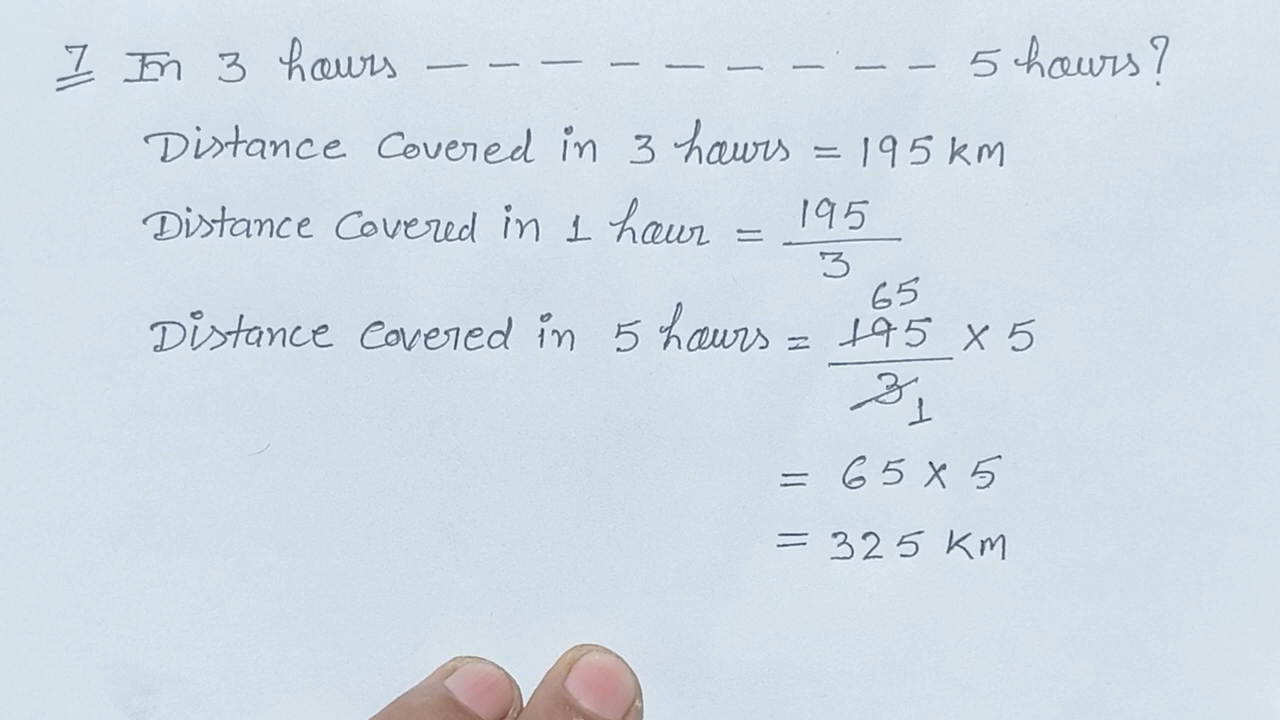 7 In 3 hours – – – – – – – – – 5 hours?
Distance Covered in 3 hours = 195 km
Distance Covered in 1 hour = 195/3
65
Distance Covered in 5 hours = 195/3 × 5
1
= 65 × 5
= 325 km